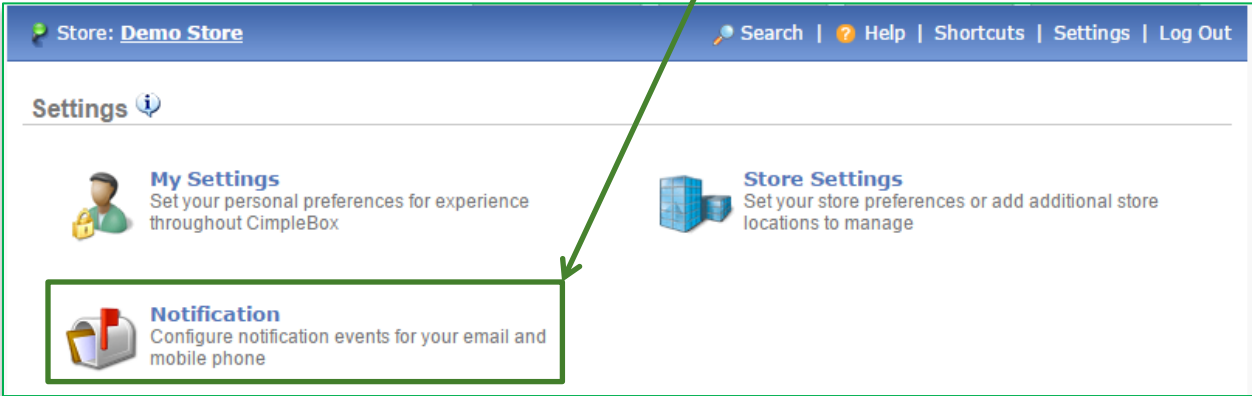 Store: Demo Store
Search | Help | Shortcuts | Settings | Log Out
Settings
My Settings
Set your personal preferences for experience
throughout CimpleBox
Store Settings
Set your store preferences or add additional store
locations to manage
Notification
Configure notification events for your email and
mobile phone